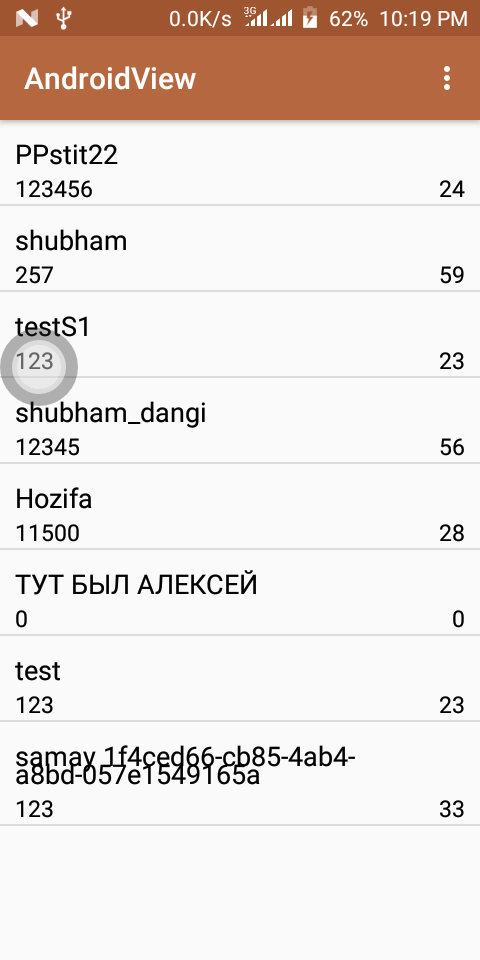 0.0K/s 3G 62% 10:19 PM
AndroidView
PPstit22
123456 24
shubham
257 59
testS1
123 23
shubham_dangi
12345 56
Hozifa
11500 28
ТУТ БЫЛ АЛЕКСЕЙ
0 0
test
123 23
samay 1f4ced66-cb85-4ab4-
a8bd-057e1549165a
123 33